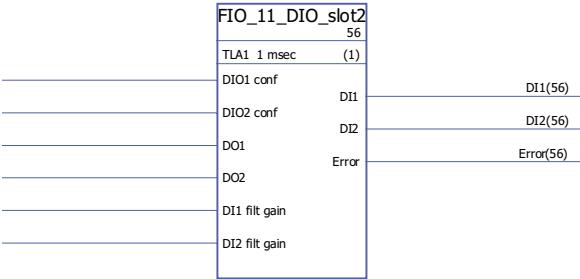 FIO_11_DIO_slot2
56
TLA1 1 msec (1)
DIO1 conf
DI1 DI1(56)
DIO2 conf
DI2 DI2(56)
DO1
Error Error(56)
DO2
DI1 filt gain
DI2 filt gain